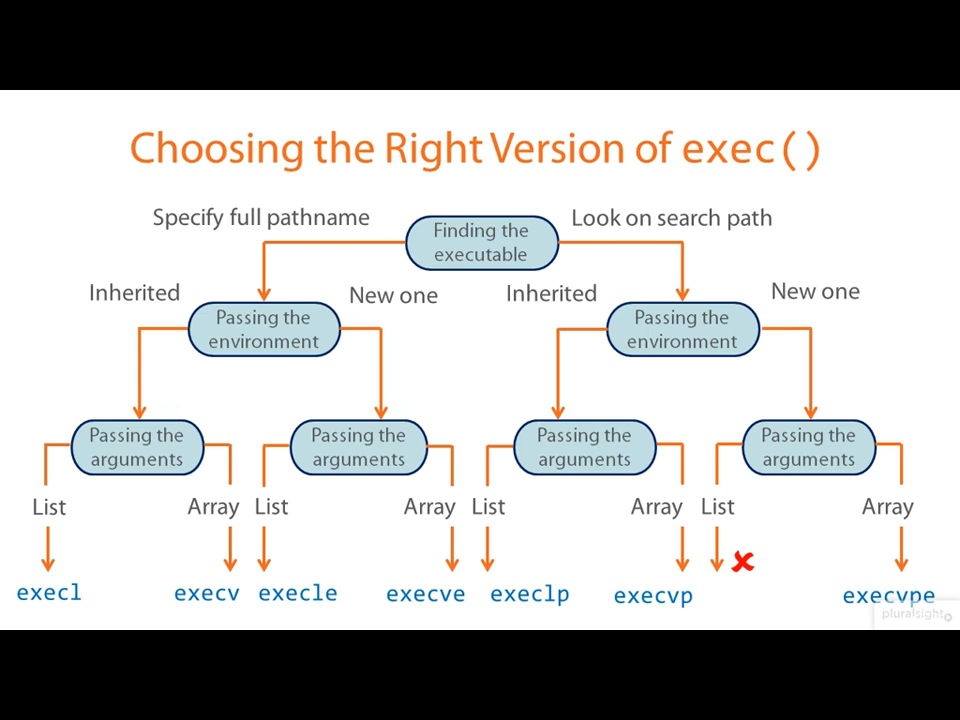 Choosing the Right Version of exec()
Specify full pathname
Finding the
executable
Look on search path
Inherited
Passing the
environment
New one
Inherited
Passing the
environment
New one
Passing the
arguments
Passing the
arguments
Passing the
arguments
Passing the
arguments
List
Array
List
Array
List
Array
List
Array
execl
execv
execle
execve
execlp
execvp
execvpe
pluralsight